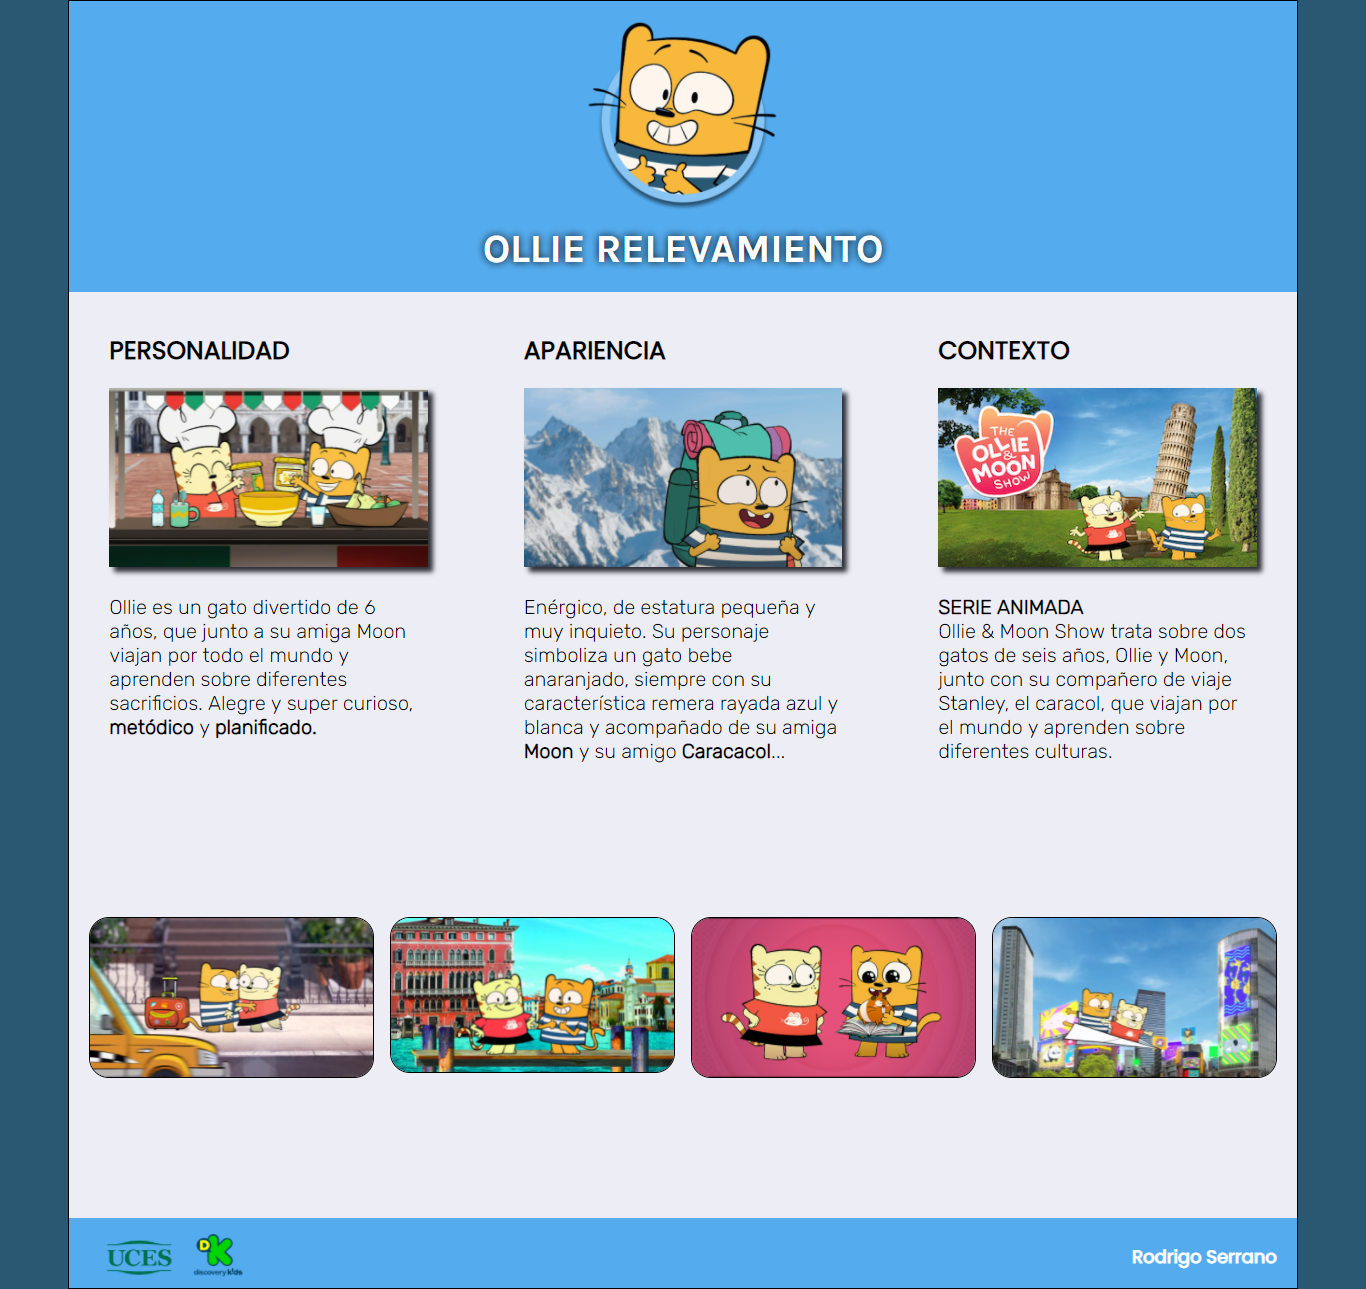 OLLIE RELEVAMIENTO
PERSONALIDAD
Ollie es un gato divertido de 6
años, que junto a su amiga Moon
viajan por todo el mundo y
aprenden sobre diferentes
sacrificios. Alegre y super curioso,
metódico y planificado.
APARIENCIA
Enérgico, de estatura pequeña y
muy inquieto. Su personaje
simboliza un gato bebe
anaranjado, siempre con su
característica remera rayada azul y
blanca y acompañado de su amiga
Moon y su amigo Caracacol...
CONTEXTO
THE
OLLIE
&
MOON
SHOW
SERIE ANIMADA
Ollie & Moon Show trata sobre dos
gatos de seis años, Ollie y Moon,
junto con su compañero de viaje
Stanley, el caracol, que viajan por
el mundo y aprenden sobre
diferentes culturas.
UCES
DK
discovery kids
Rodrigo Serrano